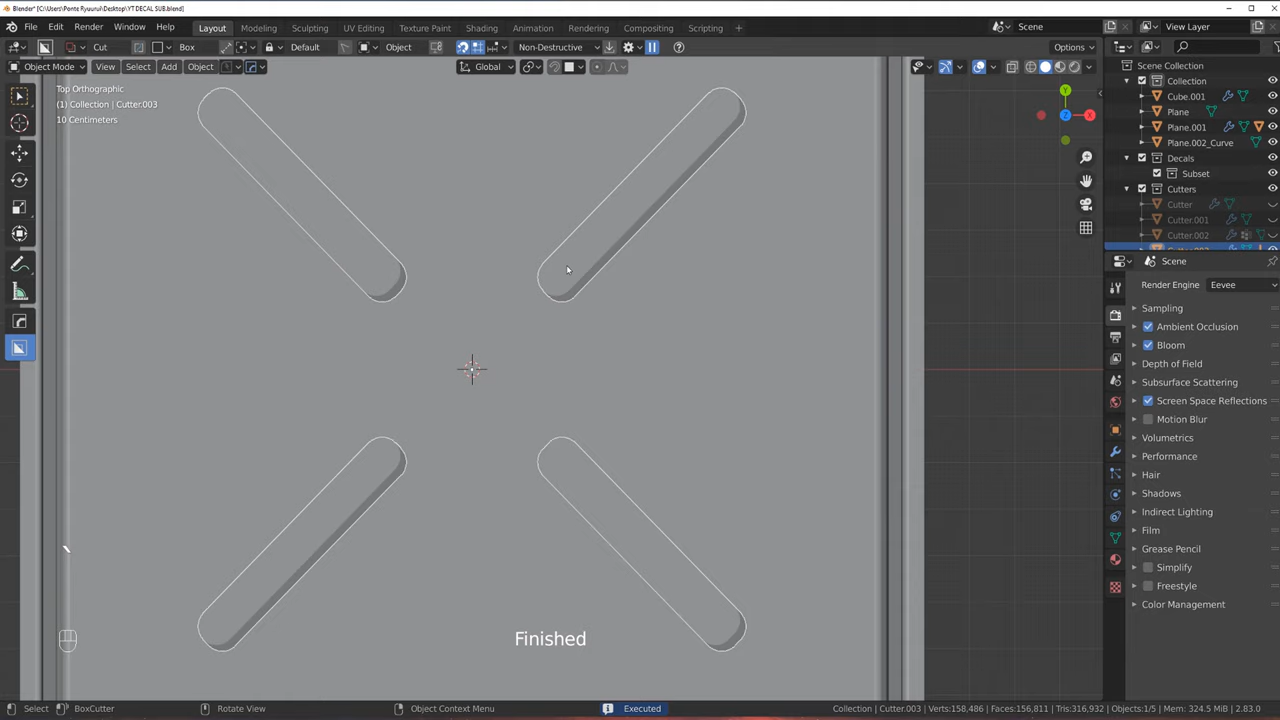 Blender* [C:\Users\Ponte Ryuurui\Desktop\YT DECAL SUB.blend]
File Edit Render Window Help Layout Modeling Sculpting UV Editing Texture Paint Shading Animation Rendering Compositing Scripting Scene View Layer
Cut Box Default Object Non-Destructive Options
Object Mode View Select Add Object Global
Top Orthographic
(1) Collection | Cutter.003
10 Centimeters
Y
X
Z
Scene Collection
Collection
Cube.001
Plane
Plane.001
Plane.002_Curve
Decals
Subset
Cutters
Cutter
Cutter.001
Cutter.002
Scene
Render Engine Eevee
Sampling
Ambient Occlusion
Bloom
Depth of Field
Subsurface Scattering
Screen Space Reflections
Motion Blur
Volumetrics
Performance
Hair
Shadows
Indirect Lighting
Film
Grease Pencil
Simplify
Freestyle
Color Management
Finished
Select BoxCutter Rotate View Object Context Menu Executed Collection | Cutter.003 | Verts:158,486 | Faces:156,811 | Tris:316,932 | Objects:1/5 | Mem: 324.5 MiB | 2.83.0